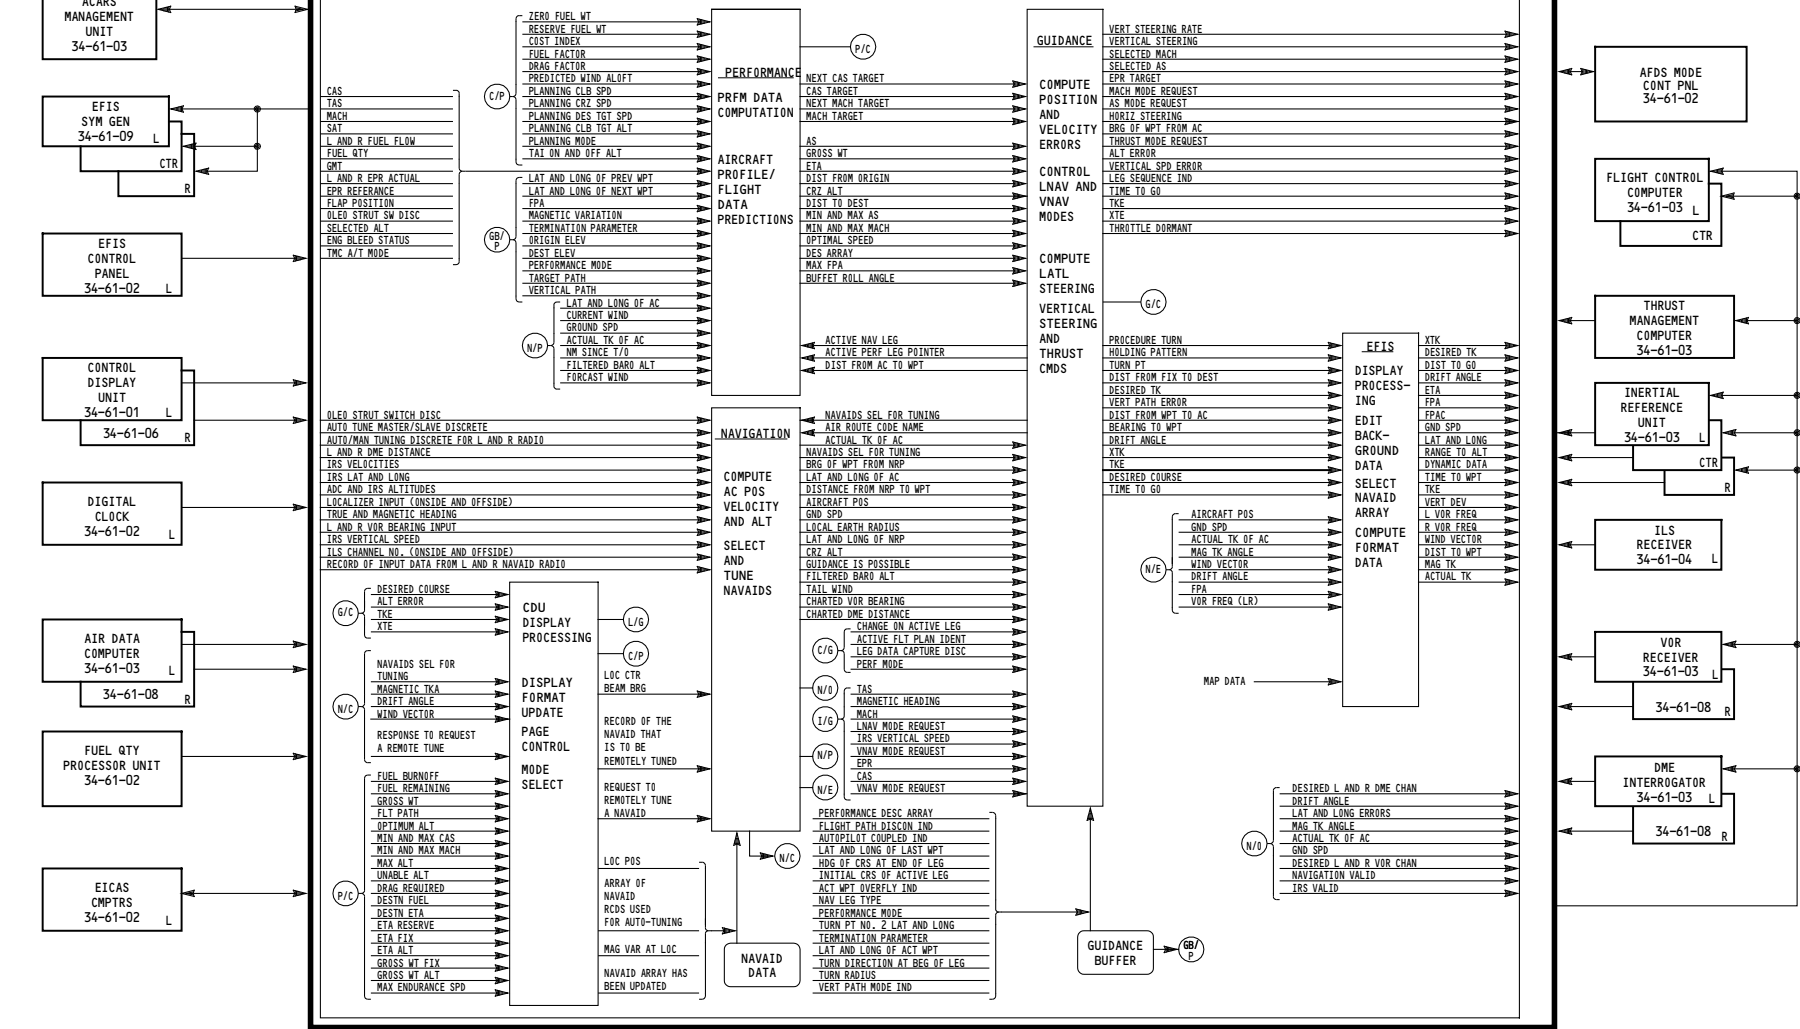 ACARS
MANAGEMENT
UNIT
34-61-03
EFIS
SYM GEN
34-61-09
L
CTR
R
EFIS
CONTROL
PANEL
34-61-02
L
CONTROL
DISPLAY
UNIT
34-61-01
L
34-61-06
R
DIGITAL
CLOCK
34-61-02
L
AIR DATA
COMPUTER
34-61-03
L
34-61-08
R
FUEL QTY
PROCESSOR UNIT
34-61-02
EICAS
CMPTRS
34-61-02
L
CAS
TAS
MACH
SAT
L AND R FUEL FLOW
FUEL QTY
GMT
L AND R EPR ACTUAL
EPR REFERANCE
FLAP POSITION
OLEO STRUT SW DISC
SELECTED ALT
ENG BLEED STATUS
TMC A/T MODE
C/P
ZERO FUEL WT
RESERVE FUEL WT
COST INDEX
FUEL FACTOR
DRAG FACTOR
PREDICTED WIND ALOFT
PLANNING CLB SPD
PLANNING CRZ SPD
PLANNING DES TGT SPD
PLANNING CLB TGT ALT
PLANNING MODE
TAI ON AND OFF ALT
GB/
P
LAT AND LONG OF PREV WPT
LAT AND LONG OF NEXT WPT
FPA
MAGNETIC VARIATION
TERMINATION PARAMETER
ORIGIN ELEV
DEST ELEV
PERFORMANCE MODE
TARGET PATH
VERTICAL PATH
N/P
LAT AND LONG OF AC
CURRENT WIND
GROUND SPD
ACTUAL TK OF AC
NM SINCE T/O
FILTERED BARO ALT
FORCAST WIND
PERFORMANCE
PRFM DATA
COMPUTATION
AIRCRAFT
PROFILE/
FLIGHT
DATA
PREDICTIONS
P/C
NEXT CAS TARGET
CAS TARGET
NEXT MACH TARGET
MACH TARGET
AS
GROSS WT
ETA
DIST FROM ORIGIN
CRZ ALT
DIST TO DEST
MIN AND MAX AS
MIN AND MAX MACH
OPTIMAL SPEED
DES ARRAY
MAX FPA
BUFFET ROLL ANGLE
ACTIVE NAV LEG
ACTIVE PERF LEG POINTER
DIST FROM AC TO WPT
OLEO STRUT SWITCH DISC
AUTO TUNE MASTER/SLAVE DISCRETE
AUTO/MAN TUNING DISCRETE FOR L AND R RADIO
L AND R DME DISTANCE
IRS VELOCITIES
IRS LAT AND LONG
ADC AND IRS ALTITUDES
LOCALIZER INPUT (ONSIDE AND OFFSIDE)
TRUE AND MAGNETIC HEADING
L AND R VOR BEARING INPUT
IRS VERTICAL SPEED
ILS CHANNEL NO. (ONSIDE AND OFFSIDE)
RECORD OF INPUT DATA FROM L AND R NAVAID RADIO
NAVIGATION
COMPUTE
AC POS
VELOCITY
AND ALT
SELECT
AND
TUNE
NAVAIDS
NAVAIDS SEL FOR TUNING
AIR ROUTE CODE NAME
ACTUAL TK OF AC
NAVAIDS SEL FOR TUNING
BRG OF WPT FROM NRP
LAT AND LONG OF AC
DISTANCE FROM NRP TO WPT
AIRCRAFT POS
GND SPD
LOCAL EARTH RADIUS
LAT AND LONG OF NRP
CRZ ALT
GUIDANCE IS POSSIBLE
FILTERED BARO ALT
TAIL WIND
CHARTED VOR BEARING
CHARTED DME DISTANCE
C/G
CHANGE ON ACTIVE LEG
ACTIVE FLT PLAN IDENT
LEG DATA CAPTURE DISC
PERF MODE
N/O
I/G
N/P
N/E
TAS
MAGNETIC HEADING
MACH
LNAV MODE REQUEST
IRS VERTICAL SPEED
VNAV MODE REQUEST
EPR
CAS
VNAV MODE REQUEST
G/C
DESIRED COURSE
ALT ERROR
TKE
XTE
N/C
NAVAIDS SEL FOR
TUNING
MAGNETIC TKA
DRIFT ANGLE
WIND VECTOR
RESPONSE TO REQUEST
A REMOTE TUNE
P/C
FUEL BURNOFF
FUEL REMAINING
GROSS WT
FLT PATH
OPTIMUM ALT
MIN AND MAX CAS
MIN AND MAX MACH
MAX ALT
UNABLE ALT
DRAG REQUIRED
DESTN FUEL
DESTN ETA
ETA RESERVE
ETA FIX
ETA ALT
GROSS WT FIX
GROSS WT ALT
MAX ENDURANCE SPD
CDU
DISPLAY
PROCESSING
DISPLAY
FORMAT
UPDATE
PAGE
CONTROL
MODE
SELECT
L/G
C/P
LOC CTR
BEAM BRG
RECORD OF THE
NAVAID THAT
IS TO BE
REMOTELY TUNED
REQUEST TO
REMOTELY TUNE
A NAVAID
LOC POS
ARRAY OF
NAVAID
RCDS USED
FOR AUTO-TUNING
MAG VAR AT LOC
NAVAID ARRAY HAS
BEEN UPDATED
N/C
NAVAID
DATA
PERFORMANCE DESC ARRAY
FLIGHT PATH DISCON IND
AUTOPILOT COUPLED IND
LAT AND LONG OF LAST WPT
HDG OF CRS AT END OF LEG
INITIAL CRS OF ACTIVE LEG
ACT WPT OVERFLY IND
NAV LEG TYPE
PERFORMANCE MODE
TURN PT NO. 2 LAT AND LONG
TERMINATION PARAMETER
LAT AND LONG OF ACT WPT
TURN DIRECTION AT BEG OF LEG
TURN RADIUS
VERT PATH MODE IND
GUIDANCE
BUFFER
GB/
P
GUIDANCE
COMPUTE
POSITION
AND
VELOCITY
ERRORS
CONTROL
LNAV AND
VNAV
MODES
COMPUTE
LATL
STEERING
VERTICAL
STEERING
AND
THRUST
CMDS
VERT STEERING RATE
VERTICAL STEERING
SELECTED MACH
SELECTED AS
EPR TARGET
MACH MODE REQUEST
AS MODE REQUEST
HORIZ STEERING
BRG OF WPT FROM AC
THRUST MODE REQUEST
ALT ERROR
VERTICAL SPD ERROR
LEG SEQUENCE IND
TIME TO GO
TKE
XTE
THROTTLE DORMANT
G/C
PROCEDURE TURN
HOLDING PATTERN
TURN PT
DIST FROM FIX TO DEST
DESIRED TK
VERT PATH ERROR
DIST FROM WPT TO AC
BEARING TO WPT
DRIFT ANGLE
XTK
TKE
DESIRED COURSE
TIME TO GO
N/E
AIRCRAFT POS
GND SPD
ACTUAL TK OF AC
MAG TK ANGLE
WIND VECTOR
DRIFT ANGLE
FPA
VOR FREQ (LR)
MAP DATA
EFIS
DISPLAY
PROCESS-
ING
EDIT
BACK-
GROUND
DATA
SELECT
NAVAID
ARRAY
COMPUTE
FORMAT
DATA
XTK
DESIRED TK
DIST TO GO
DRIFT ANGLE
ETA
FPA
FPAC
GND SPD
LAT AND LONG
RANGE TO ALT
DYNAMIC DATA
TIME TO WPT
TKE
VERT DEV
L VOR FREQ
R VOR FREQ
WIND VECTOR
DIST TO WPT
MAG TK
ACTUAL TK
N/O
DESIRED L AND R DME CHAN
DRIFT ANGLE
LAT AND LONG ERRORS
MAG TK ANGLE
ACTUAL TK OF AC
GND SPD
DESIRED L AND R VOR CHAN
NAVIGATION VALID
IRS VALID
AFDS MODE
CONT PNL
34-61-02
FLIGHT CONTROL
COMPUTER
34-61-03
L
CTR
THRUST
MANAGEMENT
COMPUTER
34-61-03
INERTIAL
REFERENCE
UNIT
34-61-03
L
CTR
R
ILS
RECEIVER
34-61-04
L
VOR
RECEIVER
34-61-03
L
34-61-08
R
DME
INTERROGATOR
34-61-03
L
34-61-08
R